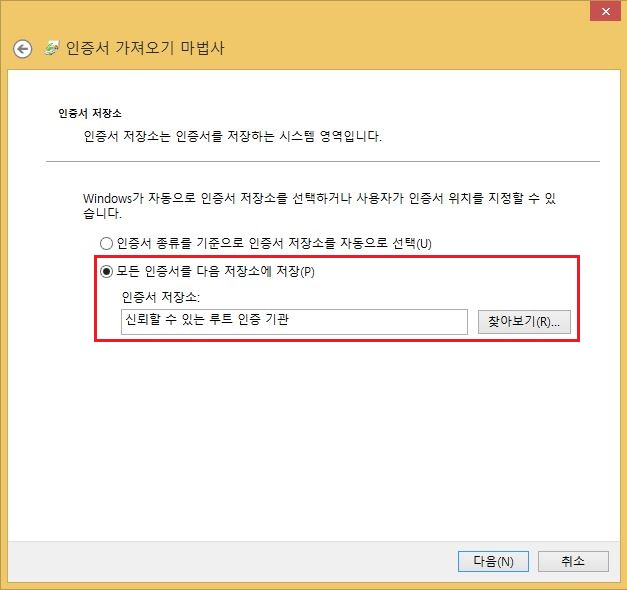 인증서 가져오기 마법사
인증서 저장소
인증서 저장소는 인증서를 저장하는 시스템 영역입니다.
Windows가 자동으로 인증서 저장소를 선택하거나 사용자가 인증서 위치를 지정할 수 있
습니다.
인증서 종류를 기준으로 인증서 저장소를 자동으로 선택(U)
모든 인증서를 다음 저장소에 저장(P)
인증서 저장소:
신뢰할 수 있는 루트 인증 기관
찾아보기(R)...
다음(N)
취소